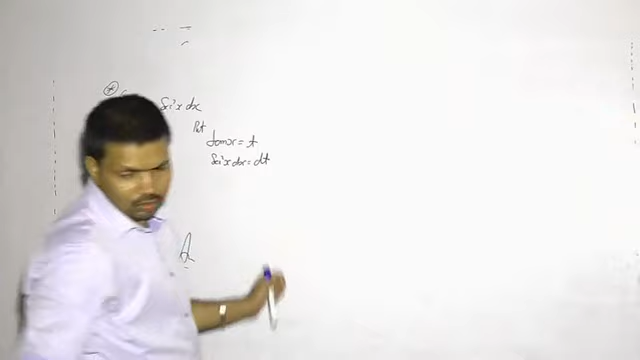 Sec²x dx
Put
tanx = t
Sec²x dx = dt